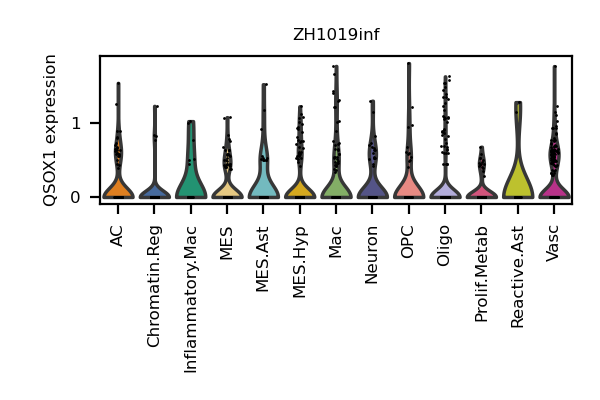 ZH1019inf
QSOX1 expression
1
0
AC
Chromatin.Reg
Inflammatory.Mac
MES
MES.Ast
MES.Hyp
Mac
Neuron
OPC
Oligo
Prolif.Metab
Reactive.Ast
Vasc